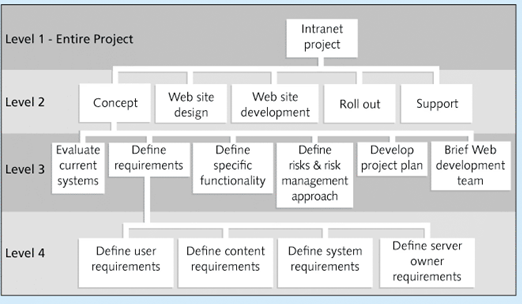 Level 1 - Entire Project
Intranet
project
Level 2
Concept
Web site
design
Web site
development
Roll out
Support
Level 3
Evaluate
current
systems
Define
requirements
Define
specific
functionality
Define
risks & risk
management
approach
Develop
project plan
Brief Web
development
team
Level 4
Define user
requirements
Define content
requirements
Define system
requirements
Define server
owner
requirements